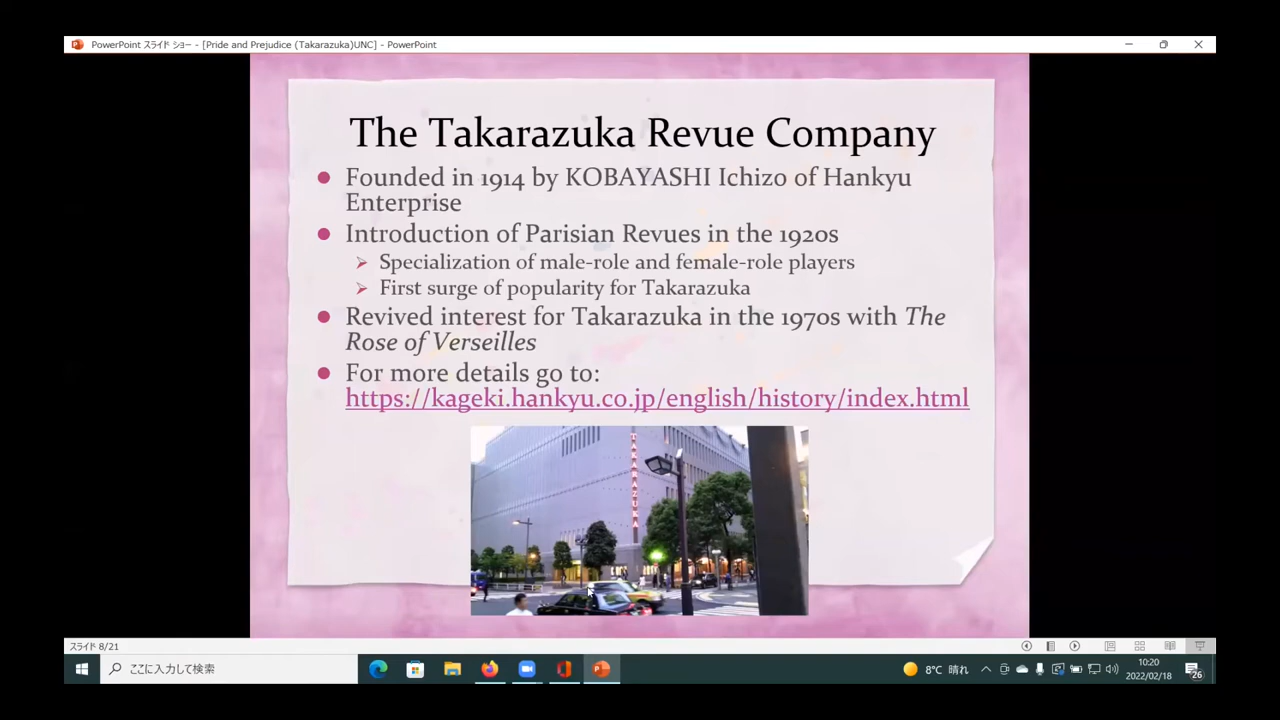 PowerPoint スライド ショー - [Pride and Prejudice (Takarazuka)UNC] - PowerPoint
The Takarazuka Revue Company
Founded in 1914 by KOBAYASHI Ichizo of Hankyu
Enterprise
Introduction of Parisian Revues in the 1920s
Specialization of male-role and female-role players
First surge of popularity for Takarazuka
Revived interest for Takarazuka in the 1970s with The
Rose of Verseilles
For more details go to:
https://kageki.hankyu.co.jp/english/history/index.html
TAKARAZUKA
スライド 8/21
ここに入力して検索
8°C 晴れ
10:20
2022/02/18
26